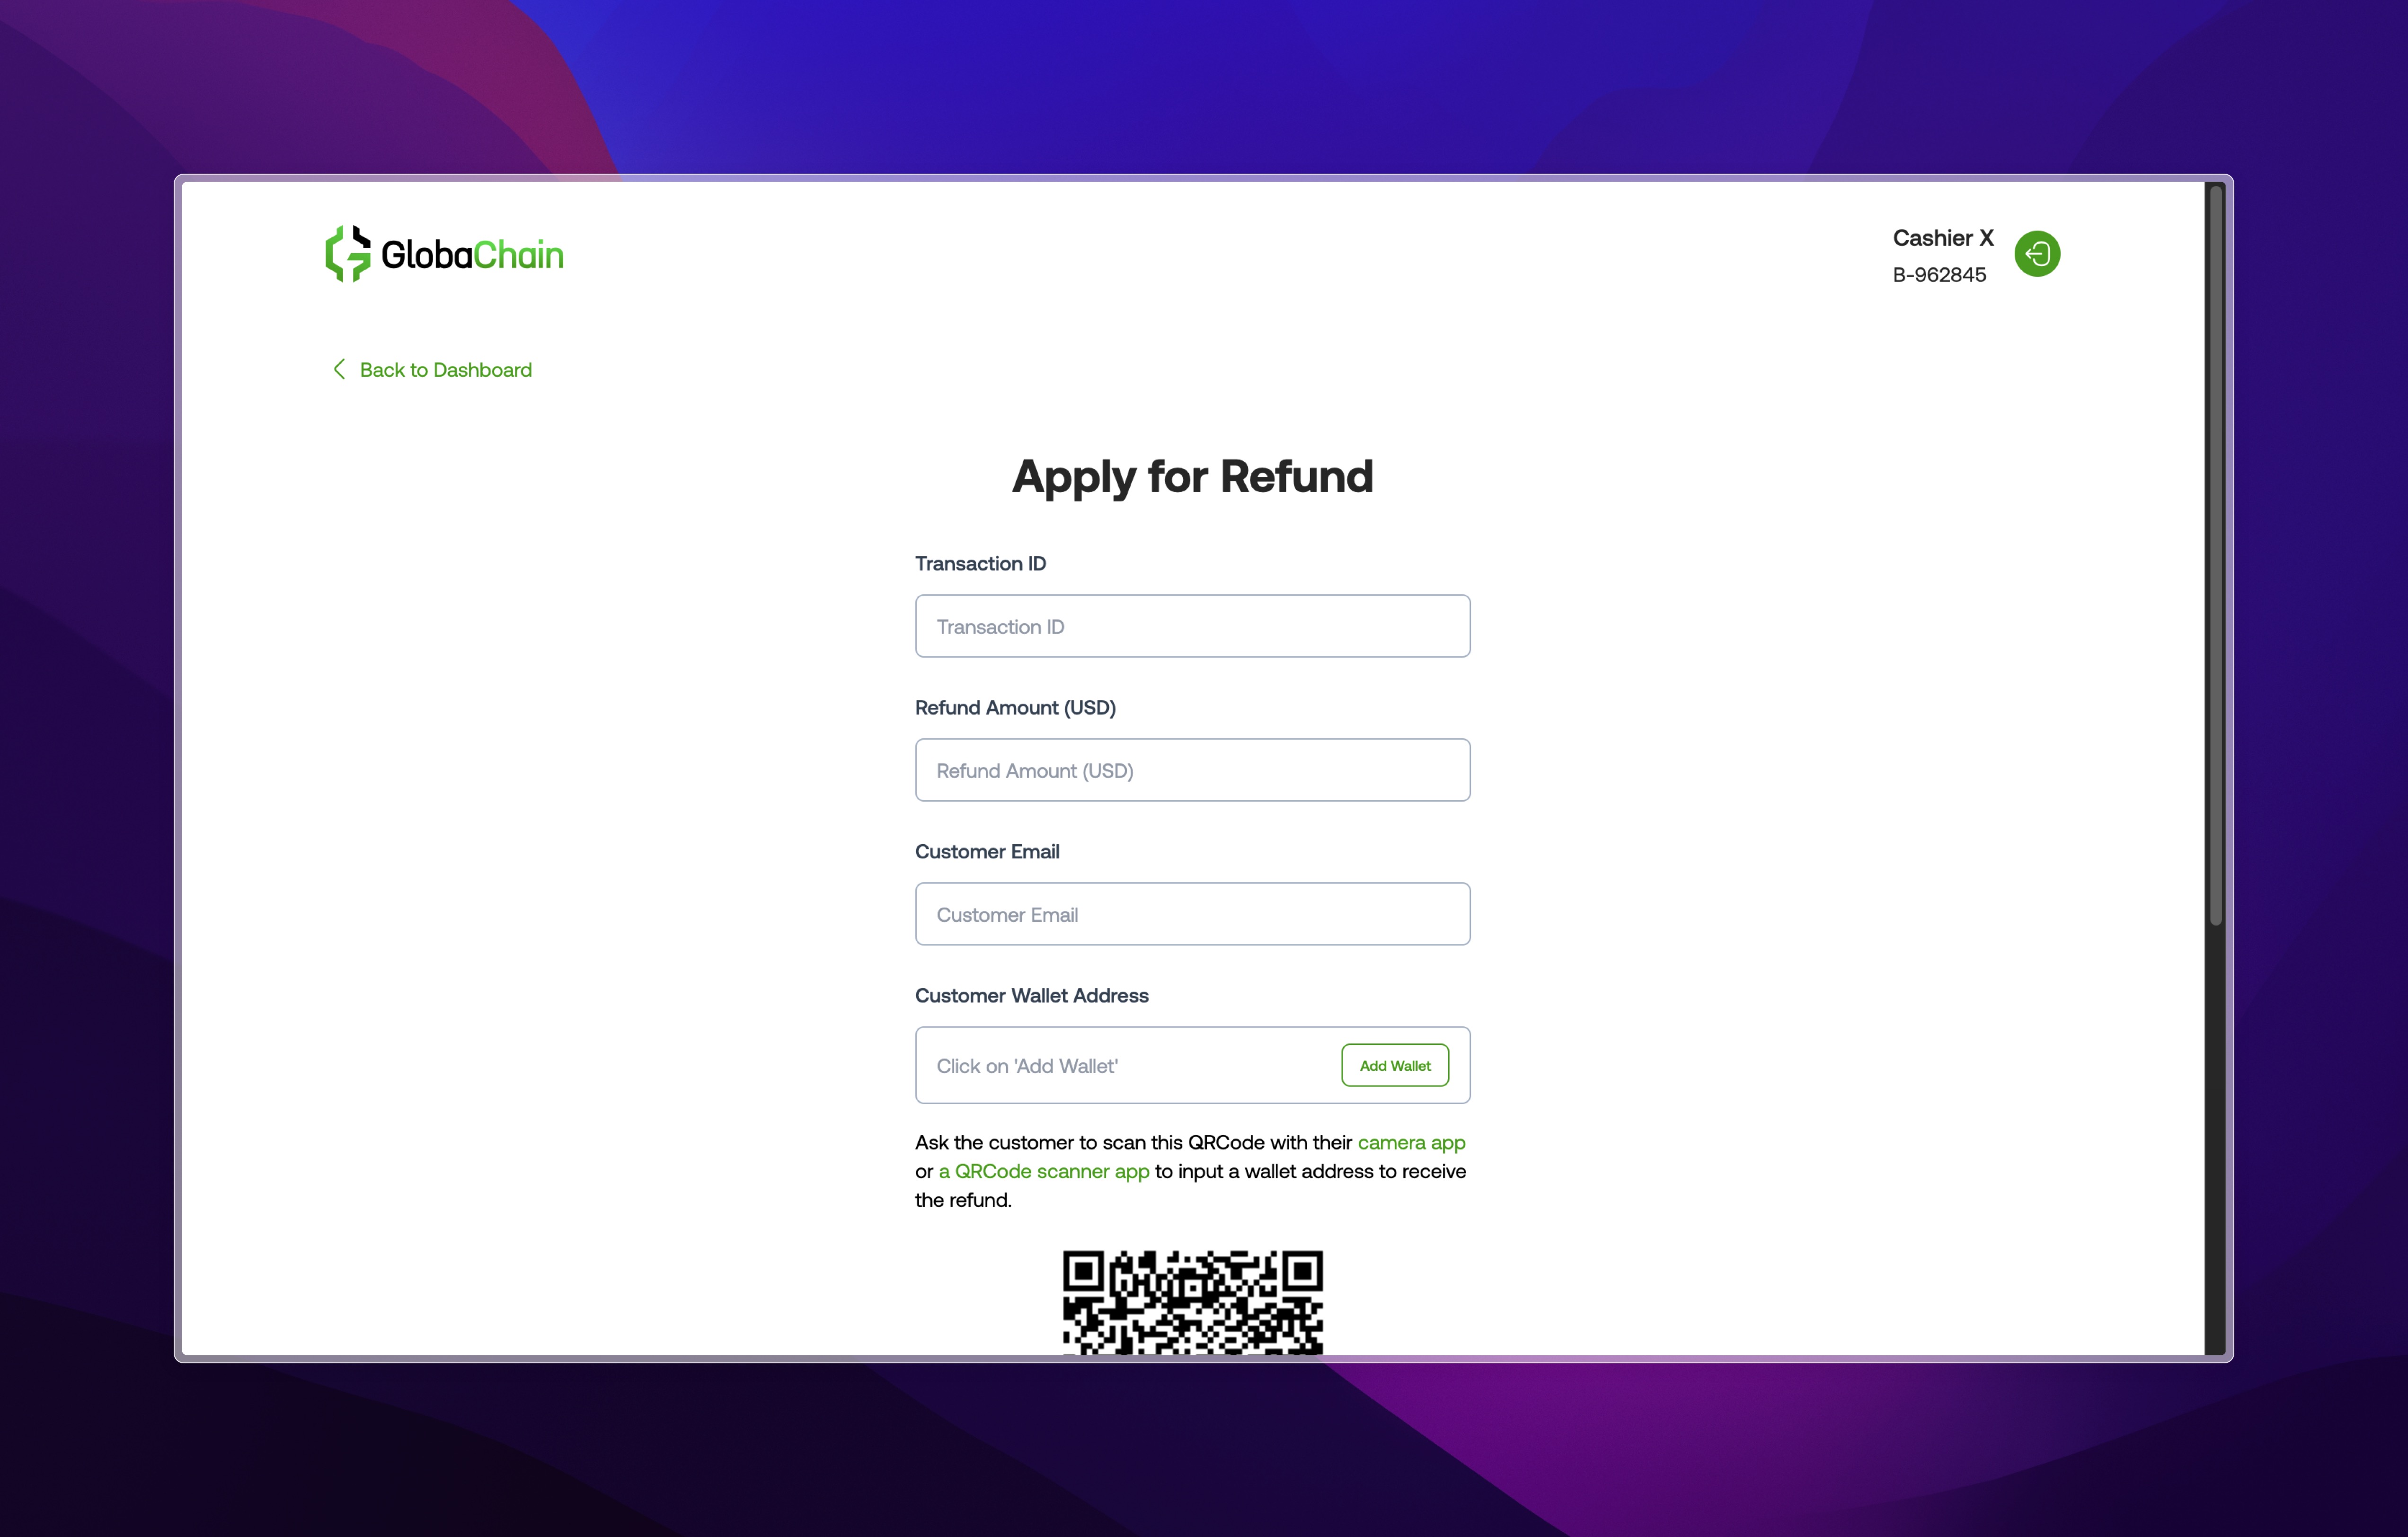 GlobaChain
Cashier X
B-962845
Back to Dashboard
Apply for Refund
Transaction ID
Transaction ID
Refund Amount (USD)
Refund Amount (USD)
Customer Email
Customer Email
Customer Wallet Address
Click on 'Add Wallet'
Add Wallet
Ask the customer to scan this QRCode with their camera app
or a QRCode scanner app to input a wallet address to receive
the refund.